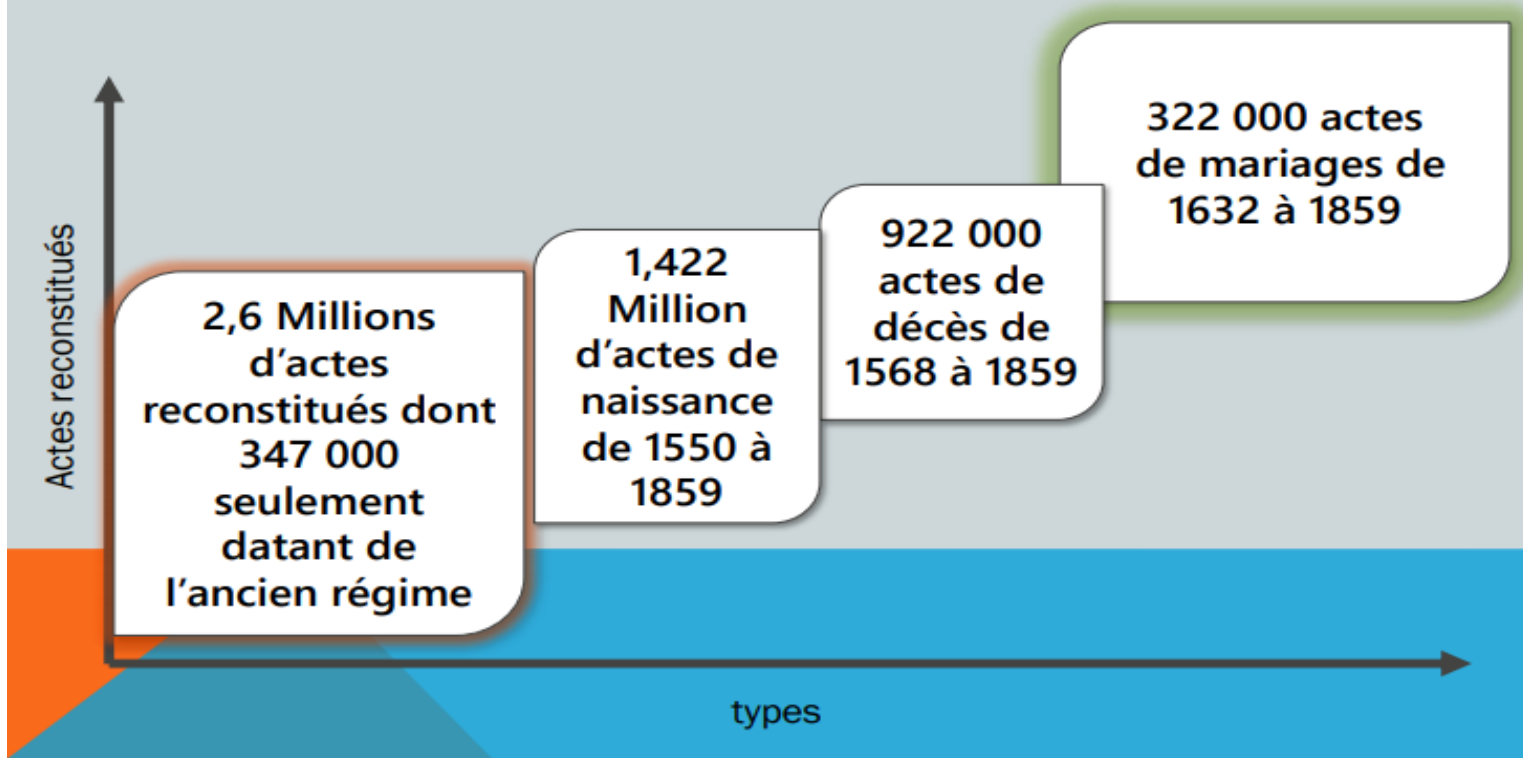 Actes reconstitués
2,6 Millions
d'actes
reconstitués dont
347 000
seulement
datant de
l'ancien régime
1,422
Million
d'actes de
naissance
de 1550 à
1859
922 000
actes de
décès de
1568 à 1859
322 000 actes
de mariages de
1632 à 1859
types